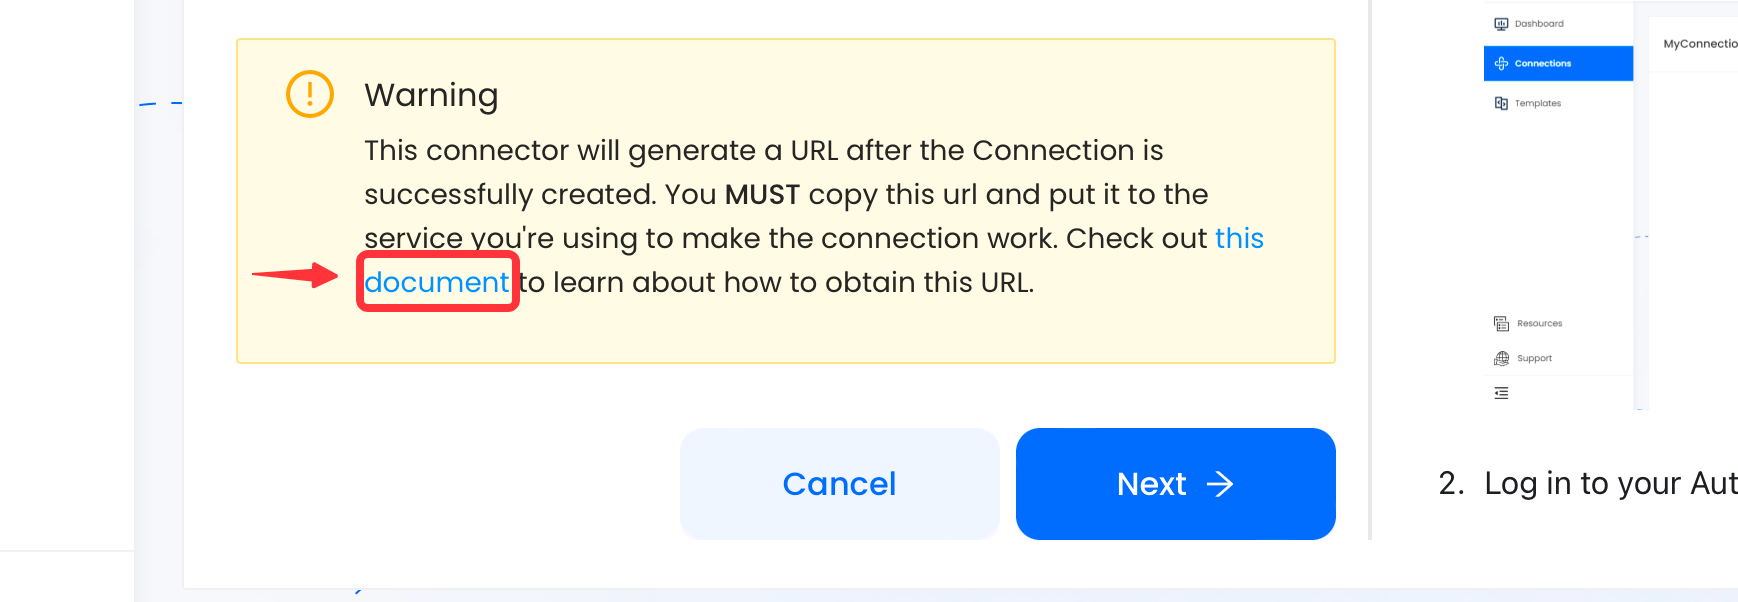 Warning
This connector will generate a URL after the Connection is
successfully created. You MUST copy this url and put it to the
service you're using to make the connection work. Check out this
document to learn about how to obtain this URL.
Cancel
Next →
Dashboard
Connections
Templates
Resources
Support
MyConnectio
2. Log in to your Aut